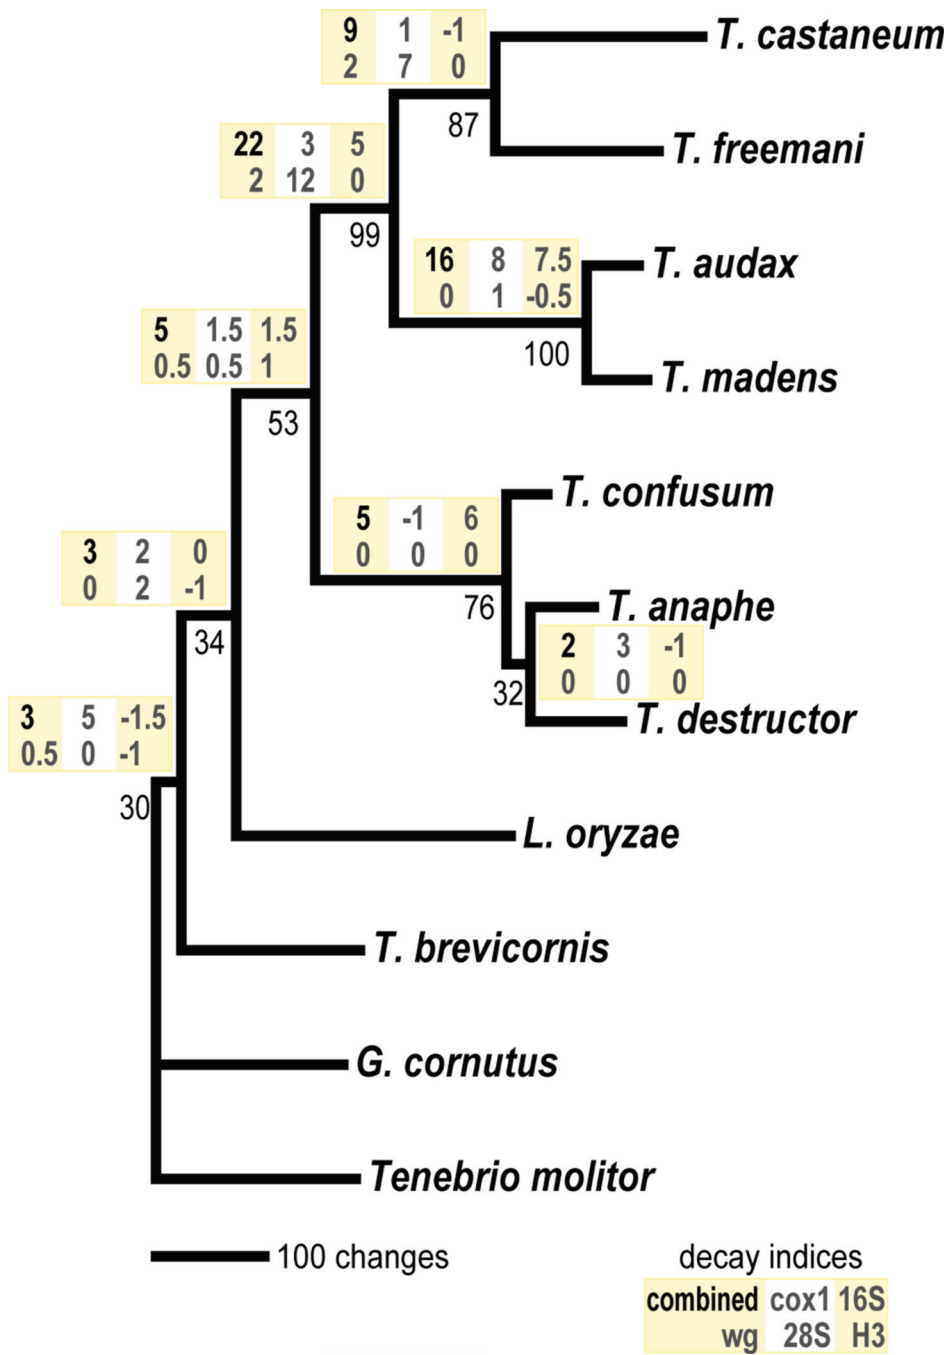 9 1 -1
2 7 0
T. castaneum
87
T. freemani
22 3 5
2 12 0
99
16 8 7.5
0 1 -0.5
T. audax
100
T. madens
5 1.5 1.5
0.5 0.5 1
53
T. confusum
5 -1 6
0 0 0
76
T. anaphe
2 3 -1
0 0 0
32
T. destructor
3 2 0
0 2 -1
34
3 5 -1.5
0.5 0 -1
30
L. oryzae
T. brevicornis
G. cornutus
Tenebrio molitor
100 changes
decay indices
combined cox1 16S
wg 28S H3